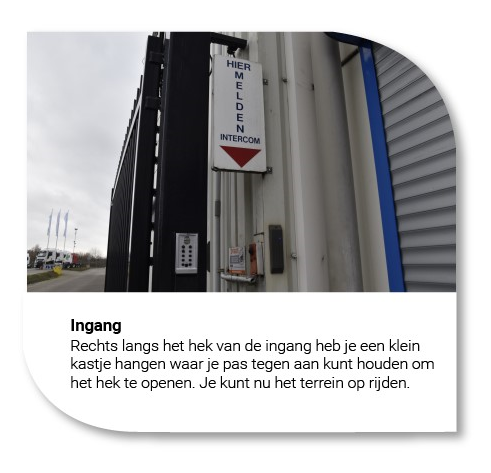 HIER
MELDEN
INTERCOM
Ingang
Rechts langs het hek van de ingang heb je een klein
kastje hangen waar je pas tegen aan kunt houden om
het hek te openen. Je kunt nu het terrein op rijden.